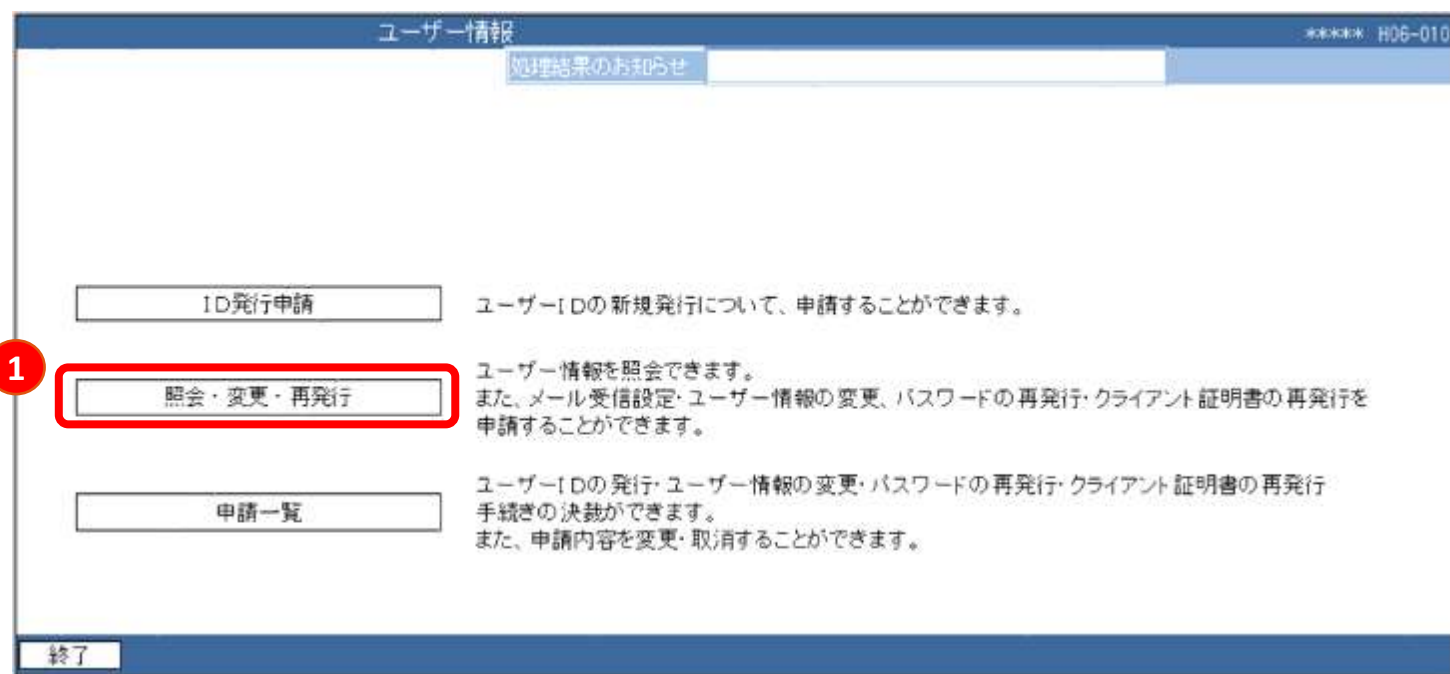 ユーザー情報
***** H06-010
処理結果のお知らせ
ID発行申請
ユーザーIDの新規発行について、申請することができます。
1
照会・変更・再発行
ユーザー情報を照会できます。
また、メール受信設定・ユーザー情報の変更、パスワードの再発行・クライアント証明書の再発行を
申請することができます。
申請一覧
ユーザーIDの発行・ユーザー情報の変更・パスワードの再発行・クライアント証明書の再発行
手続きの決裁ができます。
また、申請内容を変更・取消することができます。
終了